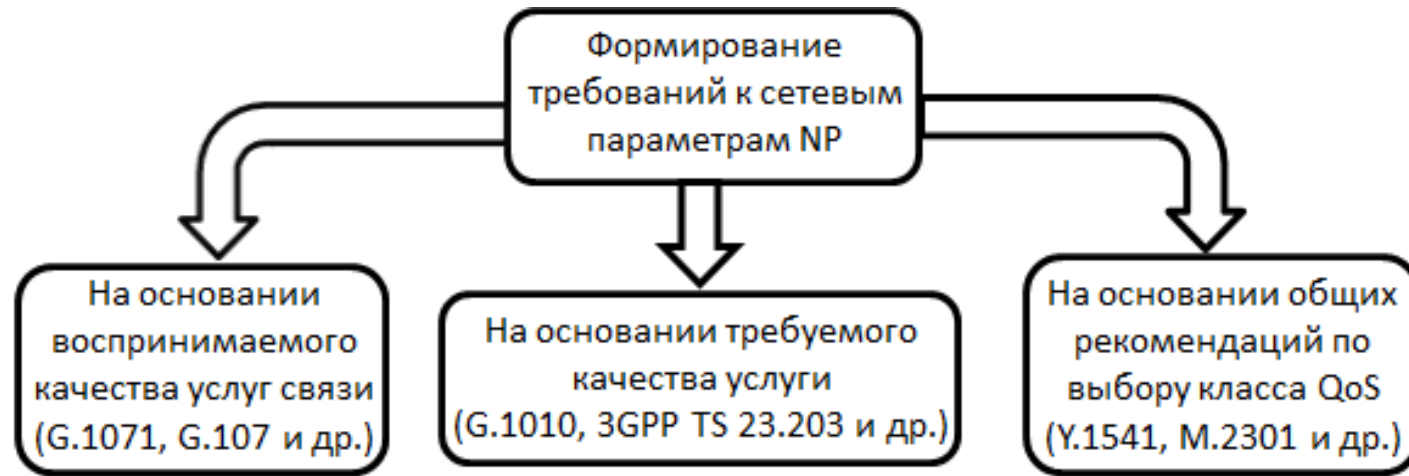 Формирование
требований к сетевым
параметрам NP
На основании
воспринимаемого
качества услуг связи
(G.1071, G.107 и др.)
На основании требуемого
качества услуги
(G.1010, 3GPP TS 23.203 и др.)
На основании общих
рекомендаций по
выбору класса QoS
(Y.1541, M.2301 и др.)